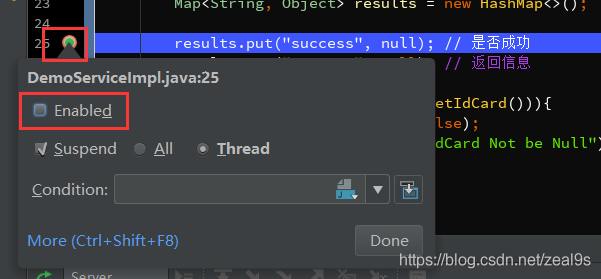 23 Map<String, Object> results = new HashMap<>();
24
25 results.put("success", null); // 是否成功
// 返回信息
DemoServiceImpl.java:25
Enabled
etIdCard())){
lse);
Suspend All Thread
dCard Not be Null")
Condition:
More (Ctrl+Shift+F8) Done
https://blog.csdn.net/zeal9s
Server